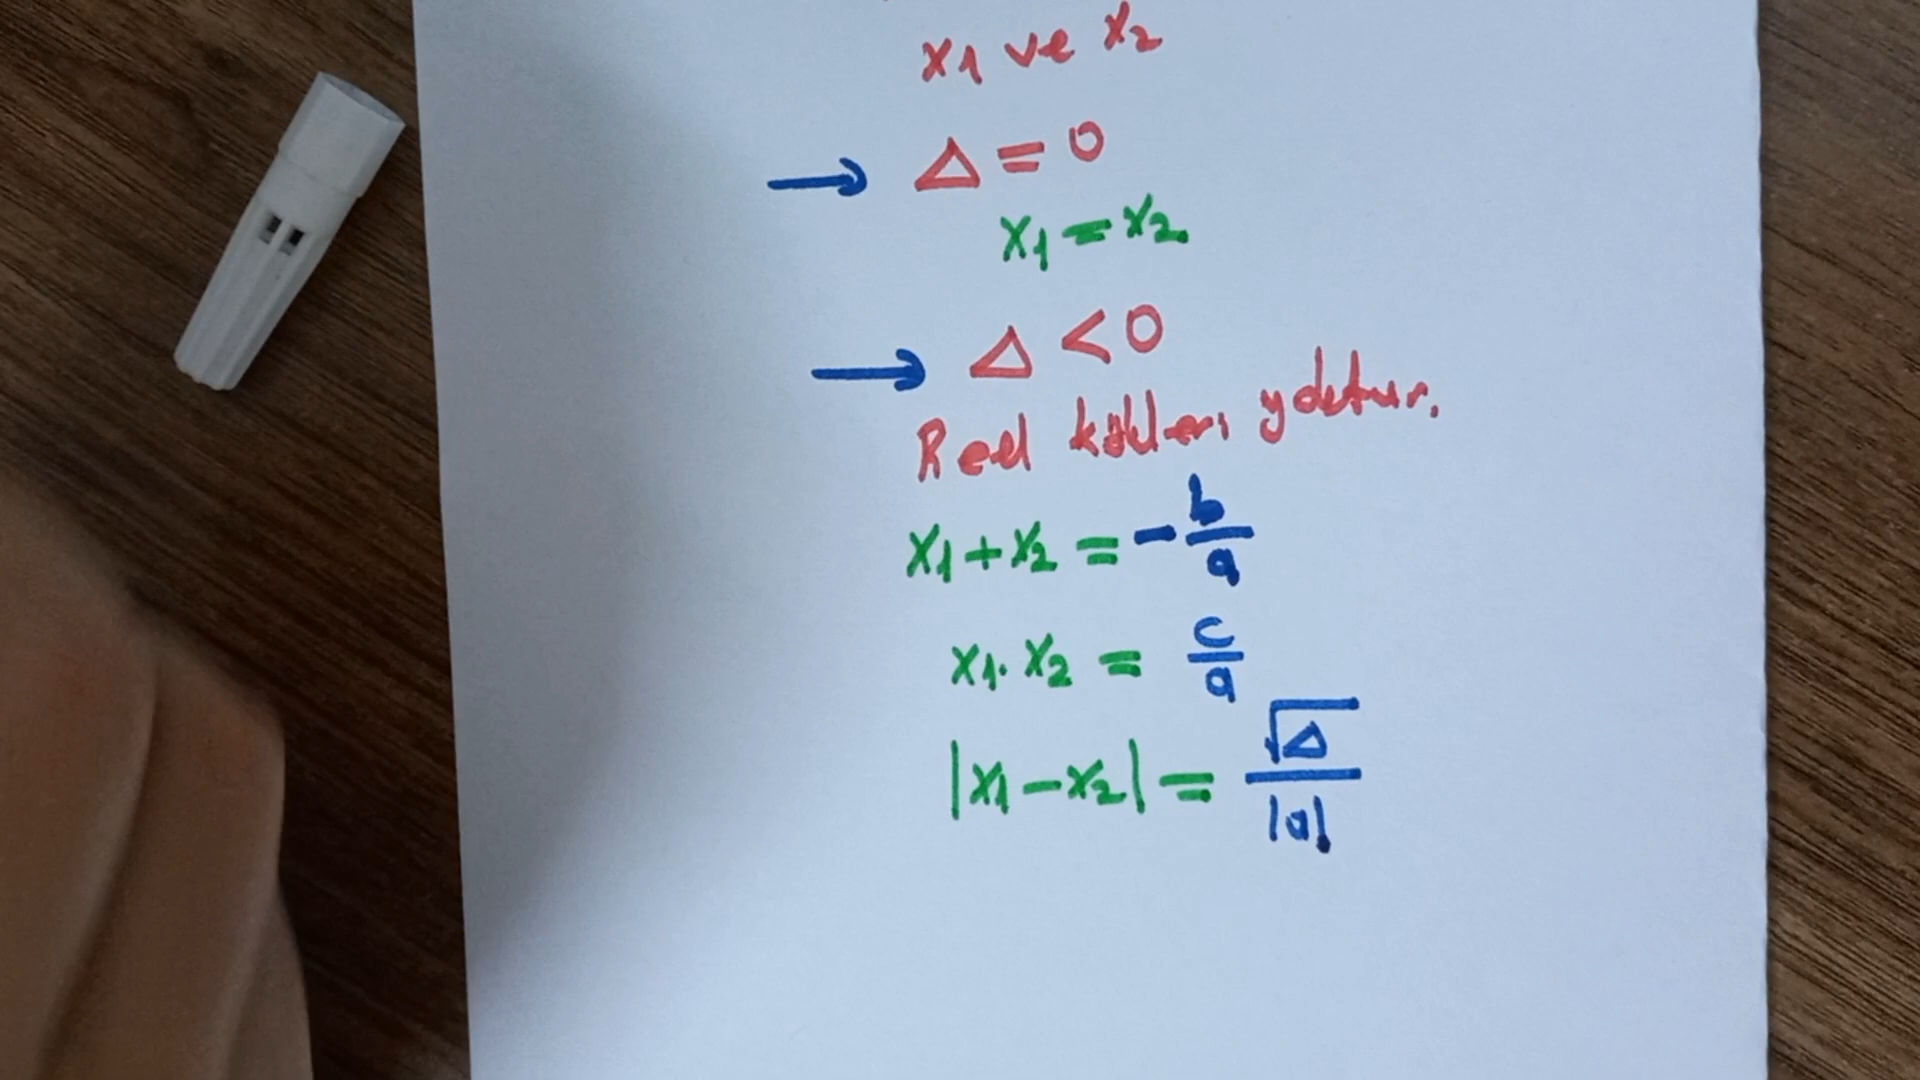 x₁ ve x₂
→ Δ = 0
x₁ = x₂
→ Δ < 0
Reel kökleri yoktur.
x₁ + x₂ = - b/a
x₁ . x₂ = c/a
|x₁ - x₂| = √Δ/|a|